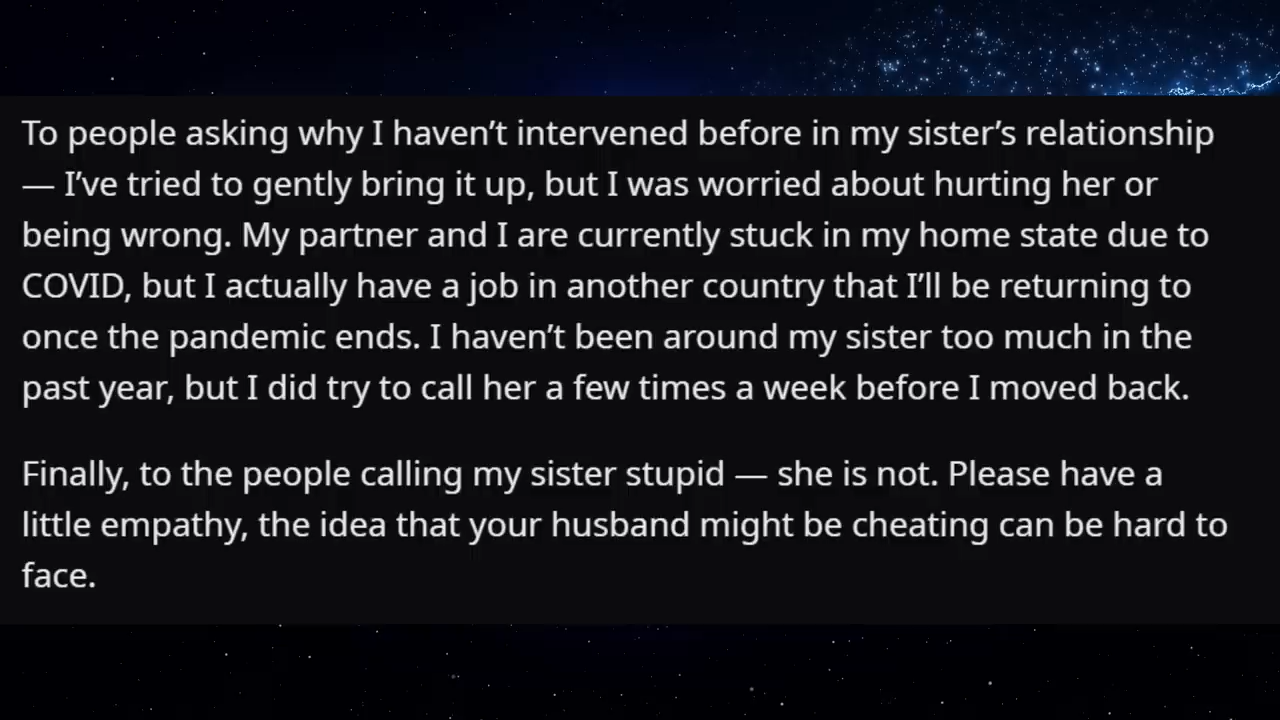 To people asking why I haven’t intervened before in my sister’s relationship
— I’ve tried to gently bring it up, but I was worried about hurting her or
being wrong. My partner and I are currently stuck in my home state due to
COVID, but I actually have a job in another country that I’ll be returning to
once the pandemic ends. I haven’t been around my sister too much in the
past year, but I did try to call her a few times a week before I moved back.
Finally, to the people calling my sister stupid — she is not. Please have a
little empathy, the idea that your husband might be cheating can be hard to
face.